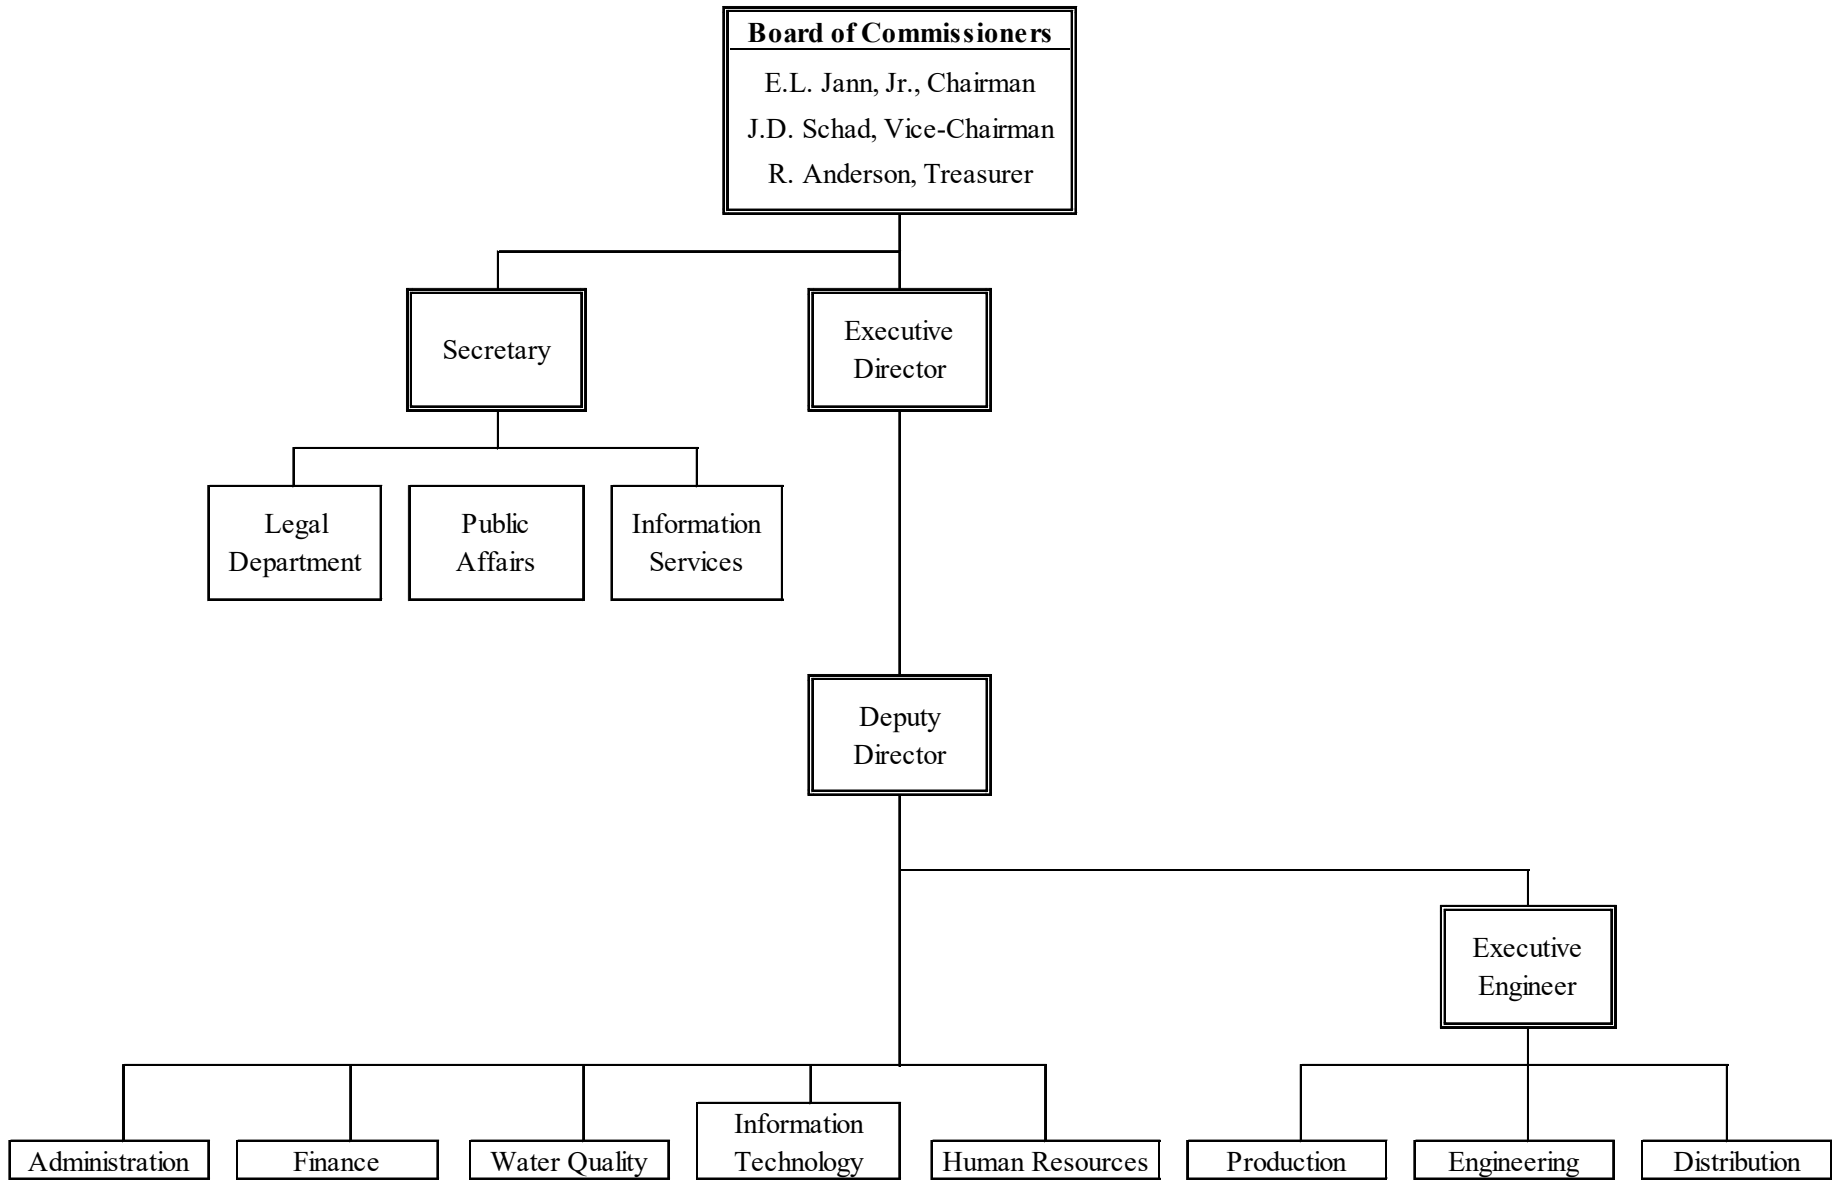 Board of Commissioners
E.L. Jann, Jr., Chairman
J.D. Schad, Vice-Chairman
R. Anderson, Treasurer
Secretary
Executive
Director
Legal
Department
Public
Affairs
Information
Services
Deputy
Director
Executive
Engineer
Administration
Finance
Water Quality
Information
Technology
Human Resources
Production
Engineering
Distribution